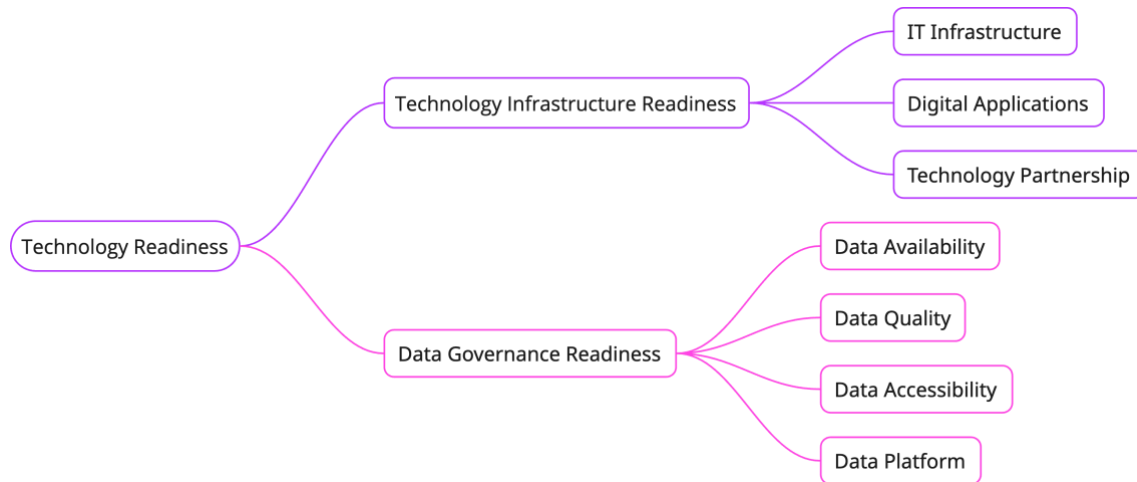 Technology Readiness
Technology Infrastructure Readiness
IT Infrastructure
Digital Applications
Technology Partnership
Data Governance Readiness
Data Availability
Data Quality
Data Accessibility
Data Platform